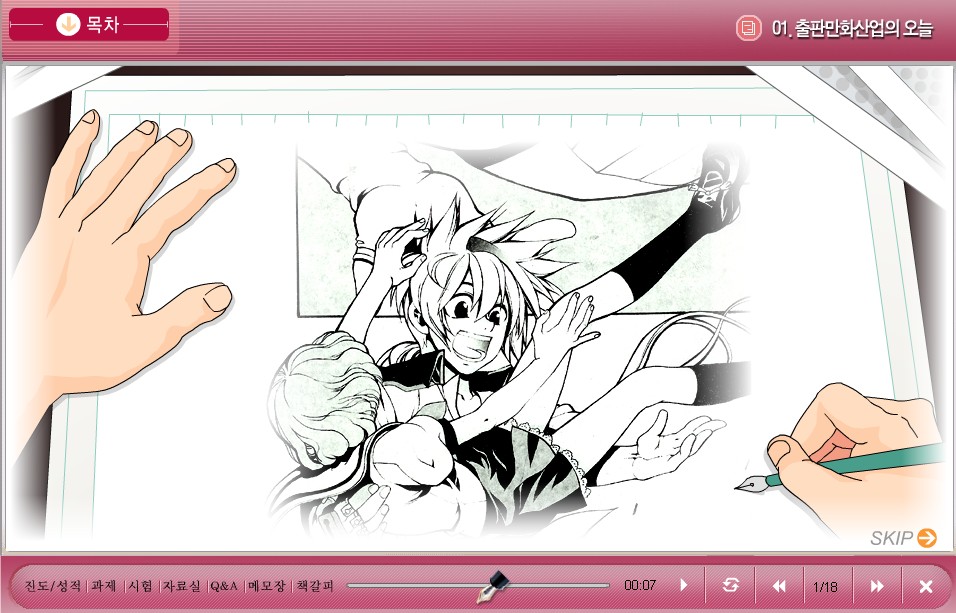 목차
01. 출판만화산업의 오늘
SKIP
진도/성적 | 과제 | 시험 | 자료실 | Q&A | 메모장 | 책갈피
00:07
1/18